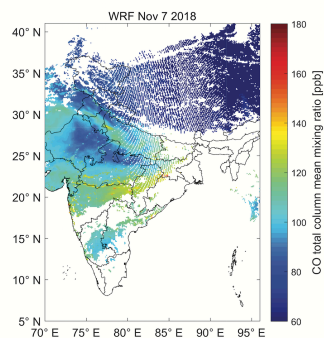 WRF Nov 7 2018
40° N
35° N
30° N
25° N
20° N
15° N
10° N
5° N
70° E 75° E 80° E 85° E 90° E 95° E
180
160
140
120
100
80
60
CO total column mean mixing ratio [ppb]